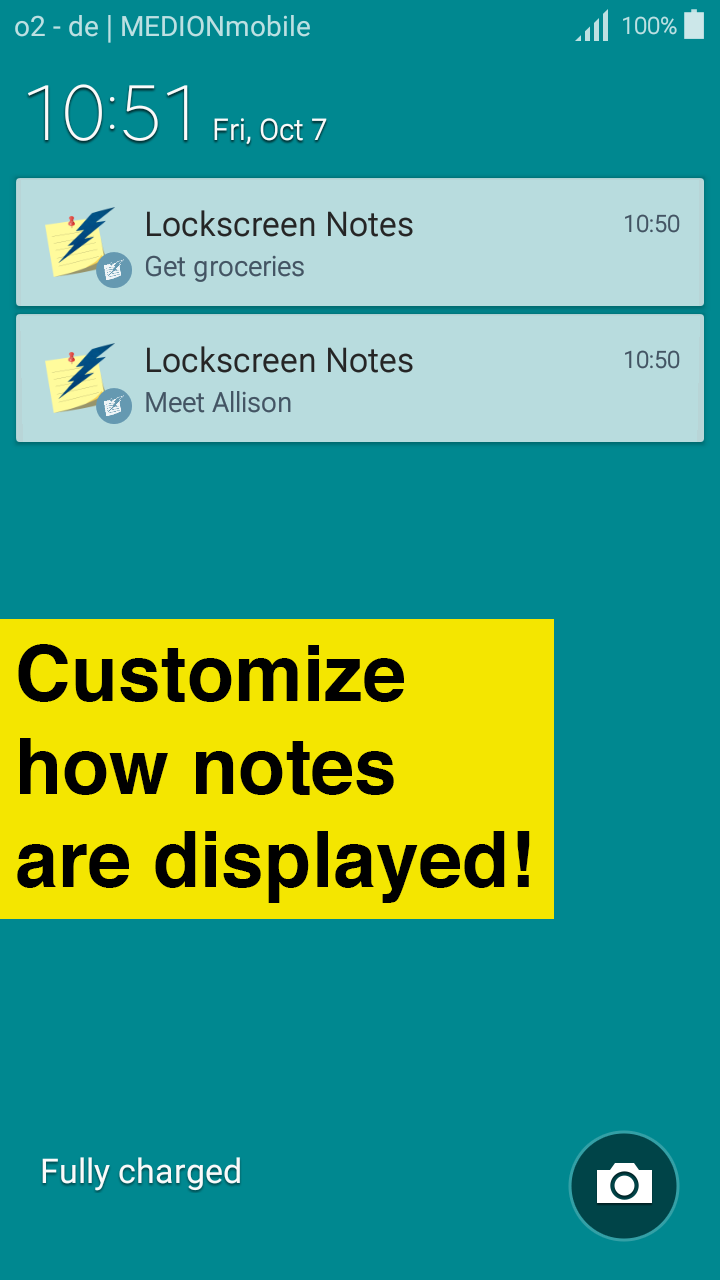 o2 - de | MEDIONmobile 100%
10:51 Fri, Oct 7
Lockscreen Notes 10:50
Get groceries
Lockscreen Notes 10:50
Meet Allison
Customize
how notes
are displayed!
Fully charged